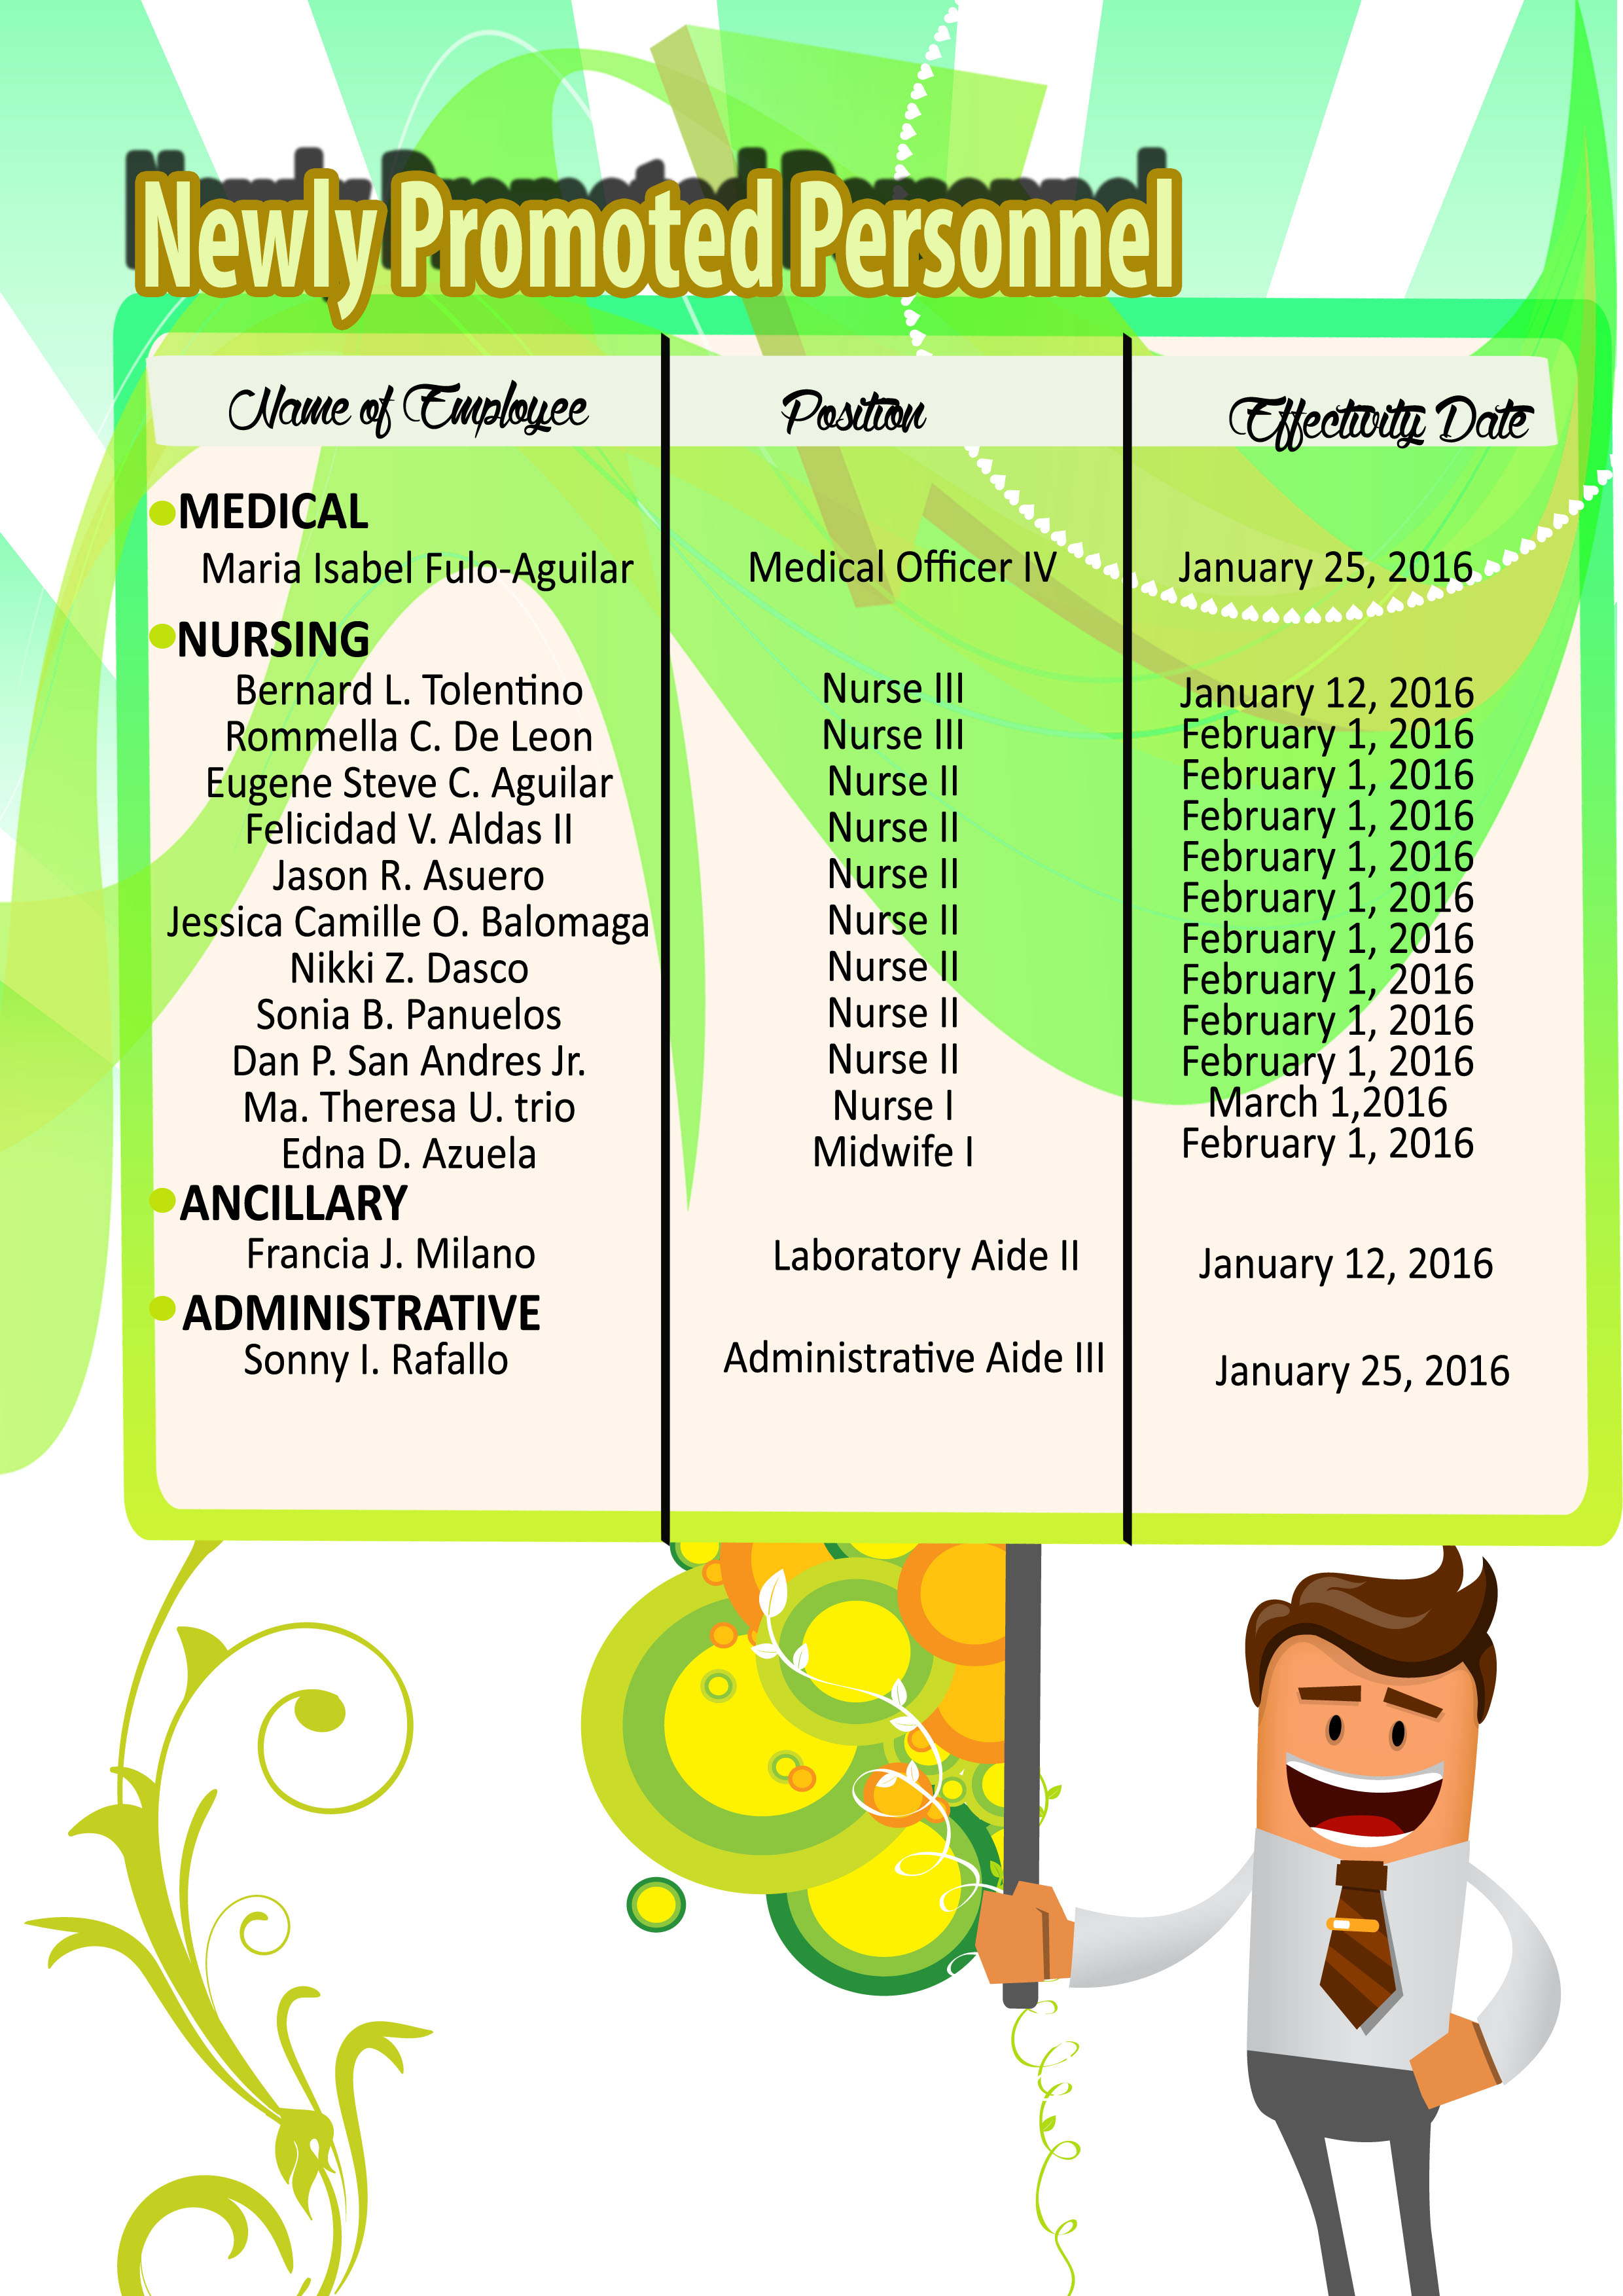 Newly Promoted Personnel
Name of Employee Position Effectivity Date
MEDICAL
Maria Isabel Fulo-Aguilar Medical Officer IV January 25, 2016
NURSING
Bernard L. Tolentino Nurse III January 12, 2016
Rommella C. De Leon Nurse III February 1, 2016
Eugene Steve C. Aguilar Nurse II February 1, 2016
Felicidad V. Aldas II Nurse II February 1, 2016
Jason R. Asuero Nurse II February 1, 2016
February 1, 2016
Jessica Camille O. Balomaga Nurse II February 1, 2016
Nikki Z. Dasco Nurse II February 1, 2016
Sonia B. Panuelos Nurse II February 1, 2016
Dan P. San Andres Jr. Nurse II February 1, 2016
Ma. Theresa U. trio Nurse I March 1,2016
Edna D. Azuela Midwife I February 1, 2016
ANCILLARY
Francia J. Milano Laboratory Aide II January 12, 2016
ADMINISTRATIVE
Sonny I. Rafallo Administrative Aide III January 25, 2016